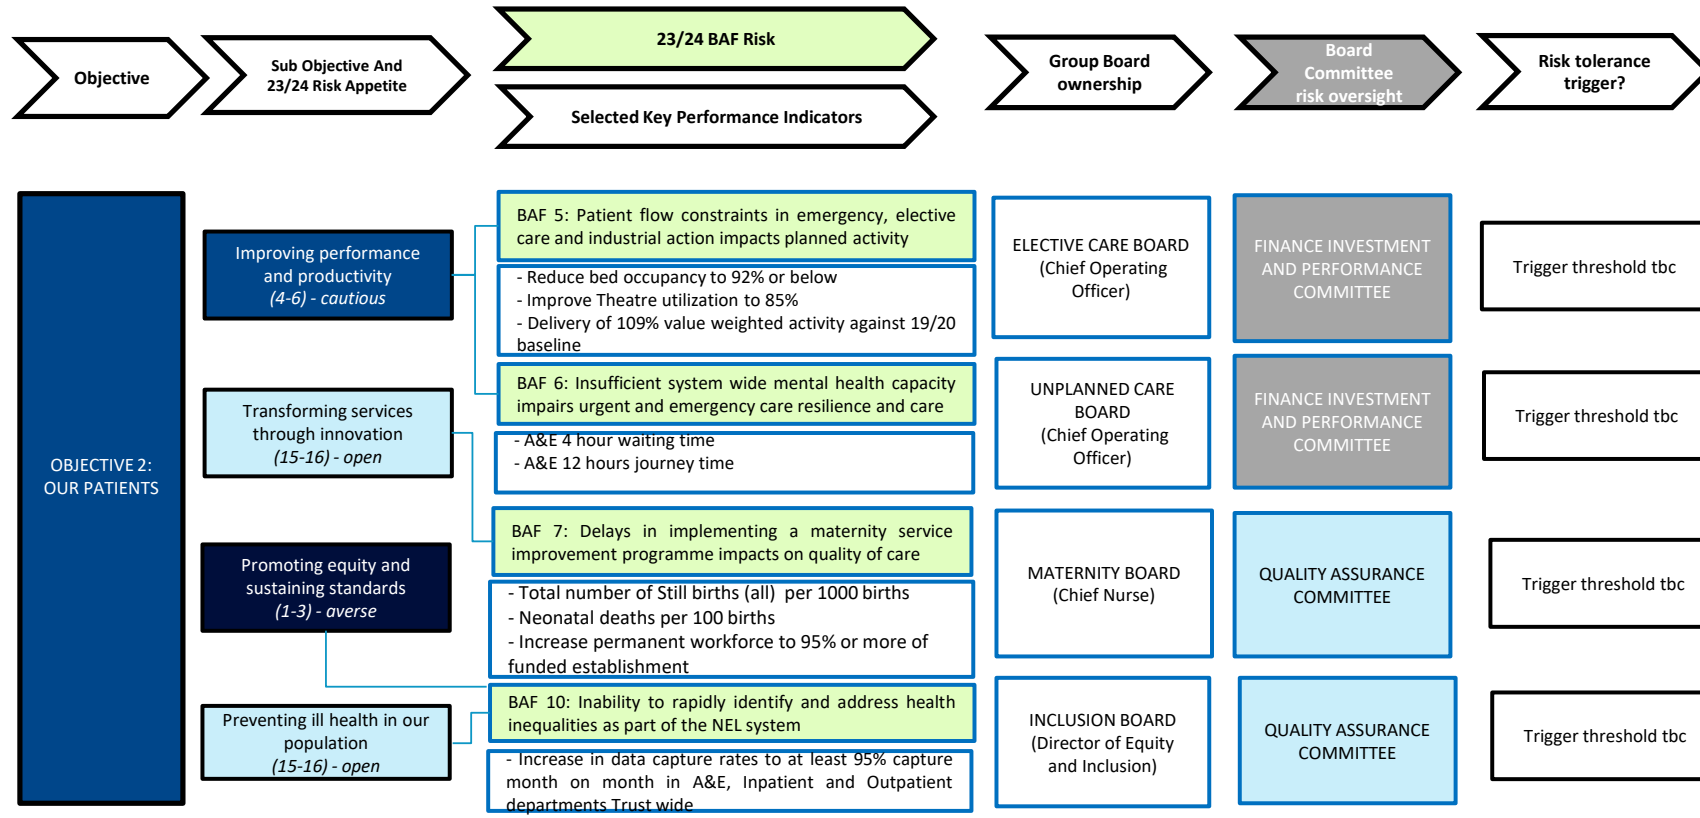 Objective
Sub Objective And
23/24 Risk Appetite
23/24 BAF Risk
Selected Key Performance Indicators
Group Board
ownership
Board
Committee
risk oversight
Risk tolerance
trigger?
OBJECTIVE 2:
OUR PATIENTS
Improving performance
and productivity
(4-6) - cautious
BAF 5: Patient flow constraints in emergency, elective
care and industrial action impacts planned activity
- Reduce bed occupancy to 92% or below
- Improve Theatre utilization to 85%
- Delivery of 109% value weighted activity against 19/20
baseline
ELECTIVE CARE BOARD
(Chief Operating
Officer)
FINANCE INVESTMENT
AND PERFORMANCE
COMMITTEE
Trigger threshold tbc
BAF 6: Insufficient system wide mental health capacity
impairs urgent and emergency care resilience and care
- A&E 4 hour waiting time
- A&E 12 hours journey time
UNPLANNED CARE
BOARD
(Chief Operating
Officer)
FINANCE INVESTMENT
AND PERFORMANCE
COMMITTEE
Trigger threshold tbc
Transforming services
through innovation
(15-16) - open
BAF 7: Delays in implementing a maternity service
improvement programme impacts on quality of care
- Total number of Still births (all) per 1000 births
- Neonatal deaths per 100 births
- Increase permanent workforce to 95% or more of
funded establishment
MATERNITY BOARD
(Chief Nurse)
QUALITY ASSURANCE
COMMITTEE
Trigger threshold tbc
Promoting equity and
sustaining standards
(1-3) - averse
Preventing ill health in our
population
(15-16) - open
BAF 10: Inability to rapidly identify and address health
inequalities as part of the NEL system
- Increase in data capture rates to at least 95% capture
month on month in A&E, Inpatient and Outpatient
departments Trust wide
INCLUSION BOARD
(Director of Equity
and Inclusion)
QUALITY ASSURANCE
COMMITTEE
Trigger threshold tbc